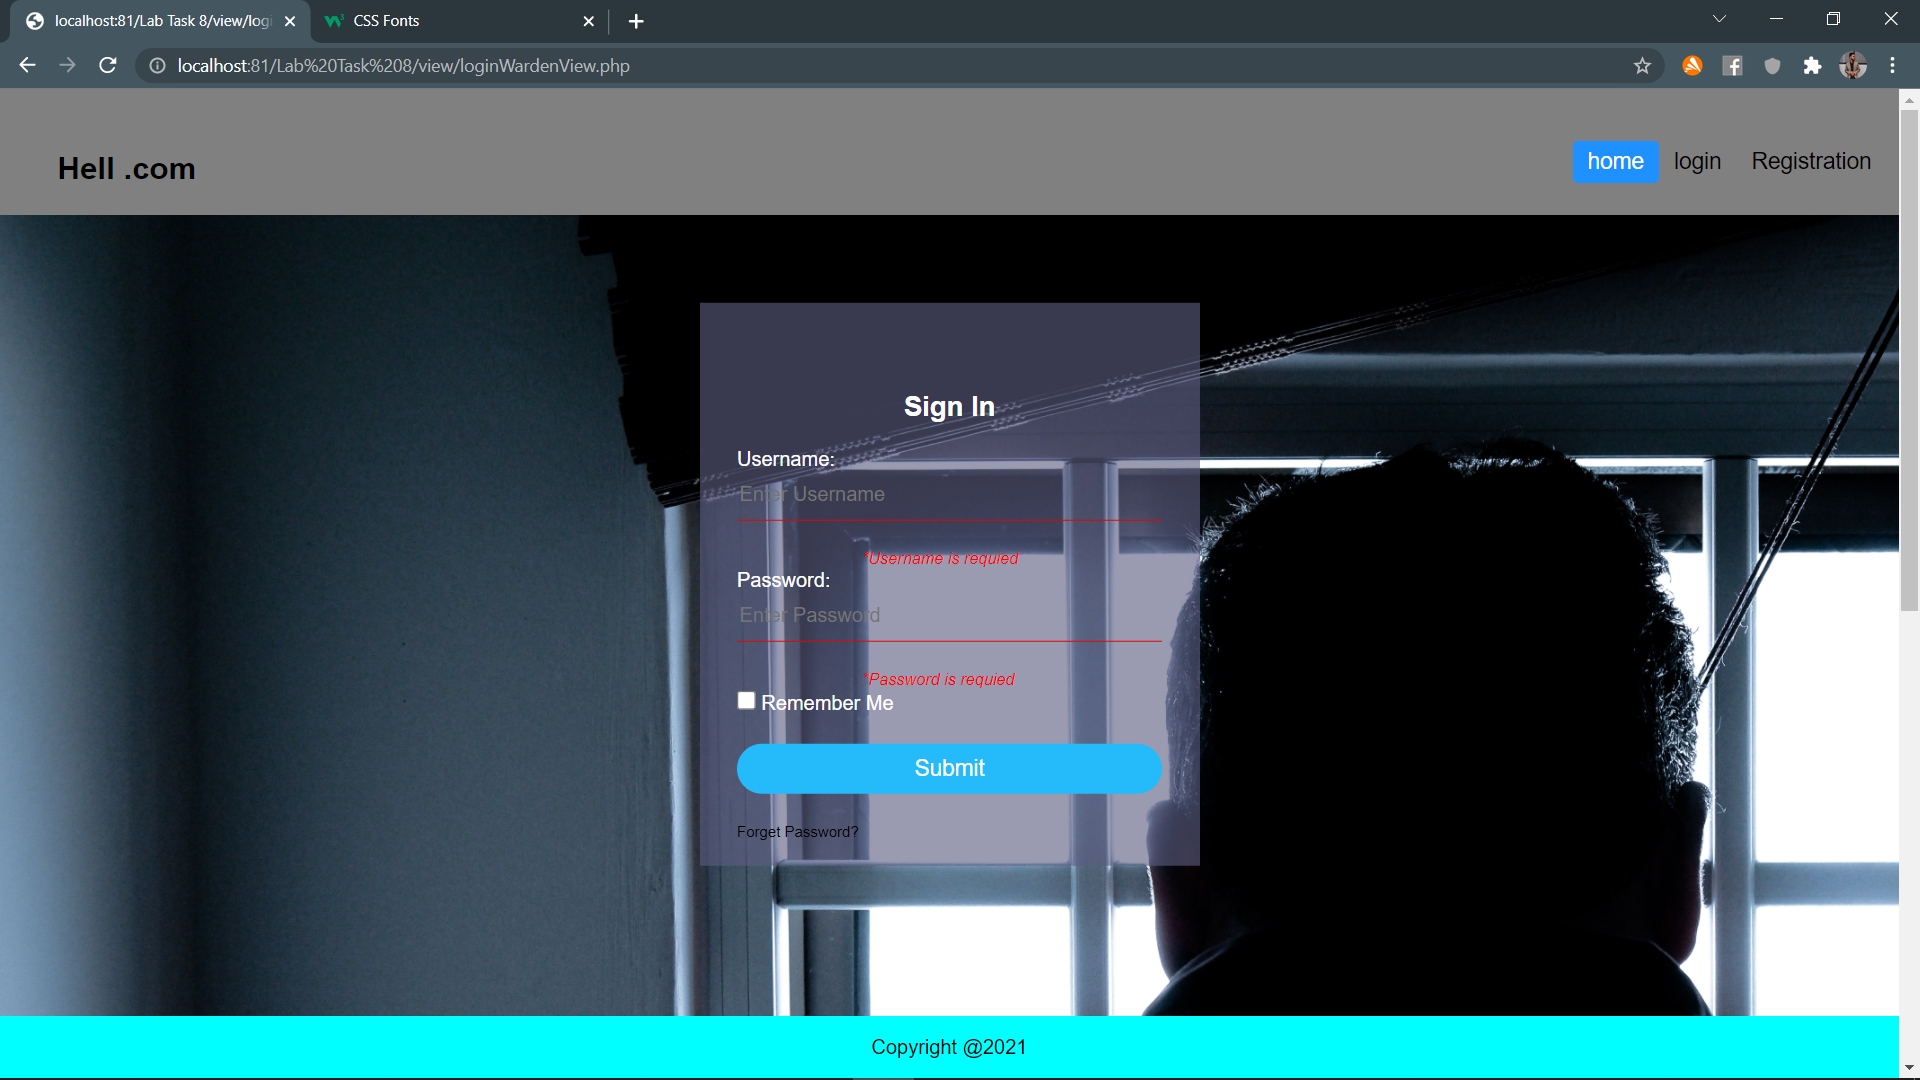 localhost:81/Lab Task 8/view/logi
CSS Fonts
localhost:81/Lab%20Task%208/view/loginWardenView.php
Hell .com
home
login
Registration
Sign In
Username:
Enter Username
*Username is requied
Password:
Enter Password
*Password is requied
Remember Me
Submit
Forget Password?
Copyright @2021